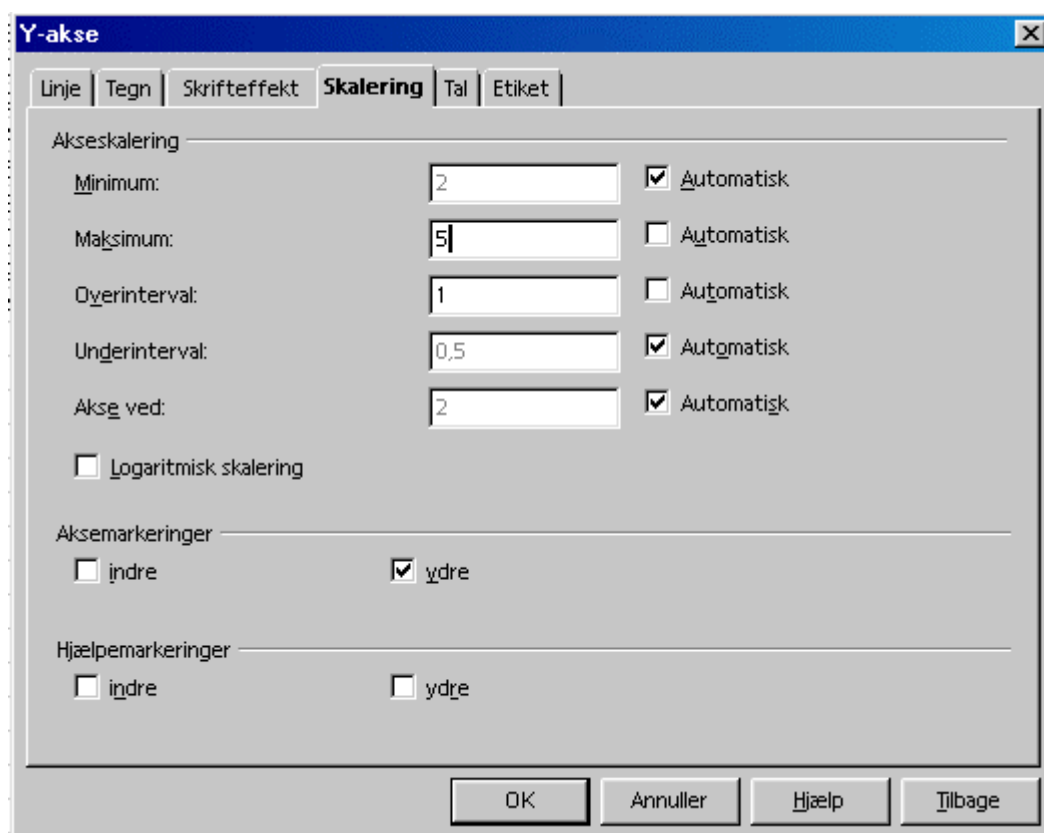 Y-akse
Linje Tegn Skrifteffekt Skalering Tal Etiket
Akseskalering
Minimum: 2 Automatisk
Maksimum: 5 Automatisk
Overinterval: 1 Automatisk
Underinterval: 0,5 Automatisk
Akse ved: 2 Automatisk
Logaritmisk skalering
Aksemarkeringer
indre ydre
Hjælpemarkeringer
indre ydre
OK Annuller Hjælp Tilbage